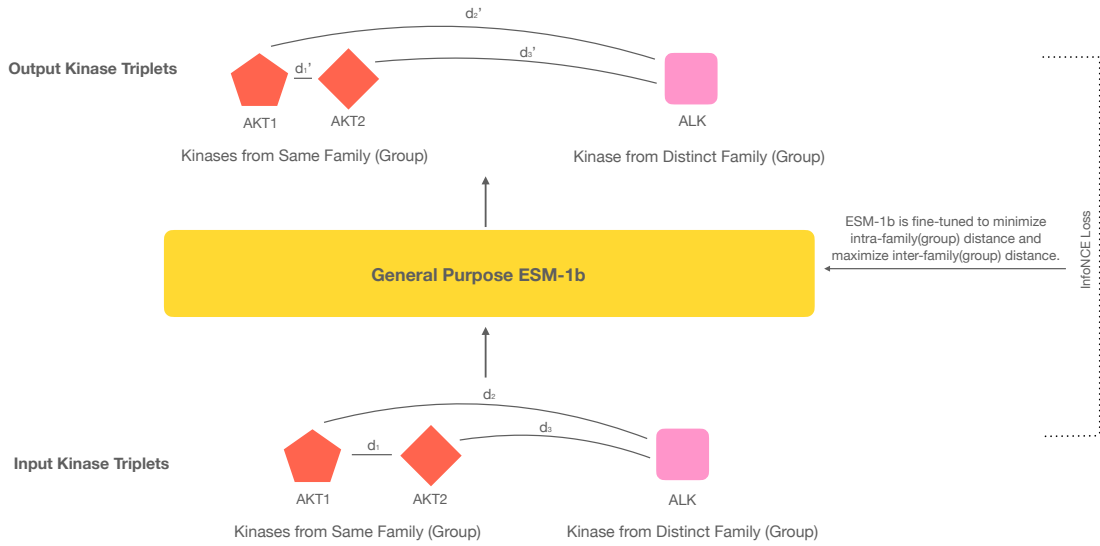 d₂’
d₃’
Output Kinase Triplets
d₁’
AKT1
AKT2
ALK
Kinases from Same Family (Group)
Kinase from Distinct Family (Group)
ESM-1b is fine-tuned to minimize
intra-family(group) distance and
maximize inter-family(group) distance.
InfoNCE Loss
General Purpose ESM-1b
d₂
d₃
d₁
Input Kinase Triplets
AKT1
AKT2
ALK
Kinases from Same Family (Group)
Kinase from Distinct Family (Group)